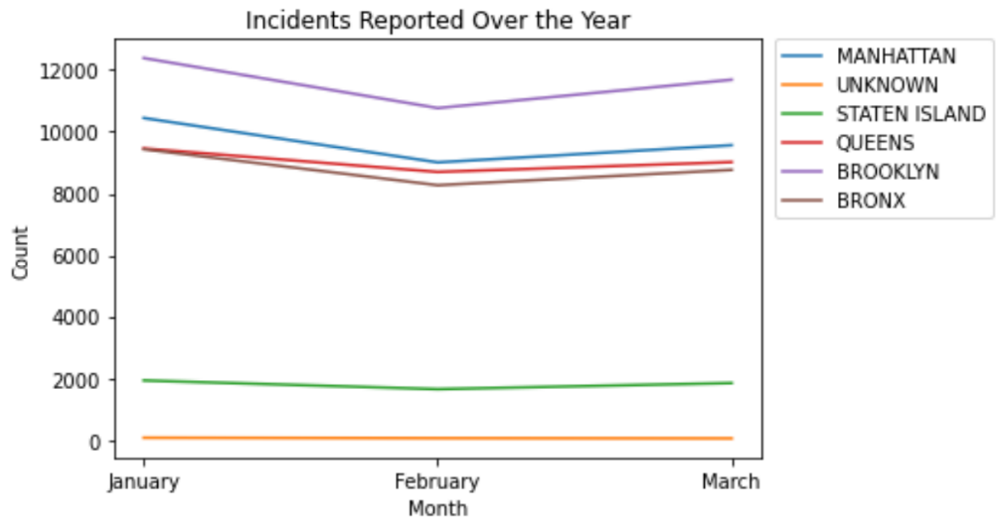 Incidents Reported Over the Year
12000
10000
8000
6000
4000
2000
0
Count
January
February
March
Month
MANHATTAN
UNKNOWN
STATEN ISLAND
QUEENS
BROOKLYN
BRONX